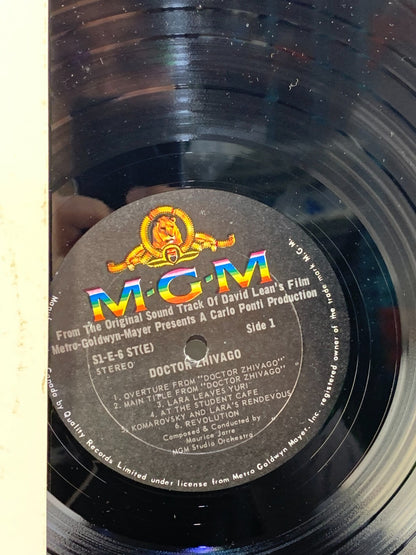 M-G-M
From The Original Sound Track Of David Lean's Film
Metro-Goldwyn-Mayer Presents A Carlo Ponti Production
S1-E-6 ST(E)
STEREO
Side 1
DOCTOR ZHIVAGO
1. OVERTURE FROM "DOCTOR ZHIVAGO"
2. MAIN TITLE FROM "DOCTOR ZHIVAGO"
3. LARA LEAVES YURI
4. AT THE STUDENT CAFE
5. KOMAROVSKY AND LARA'S RENDEVOUS
6. REVOLUTION
Composed & Conducted by
Maurice Jarre
MGM Studio Orchestra
Canada by Quality Records Limited under license from Metro Goldwyn Mayer, Inc. registered owner of the trade mark M.G.M.